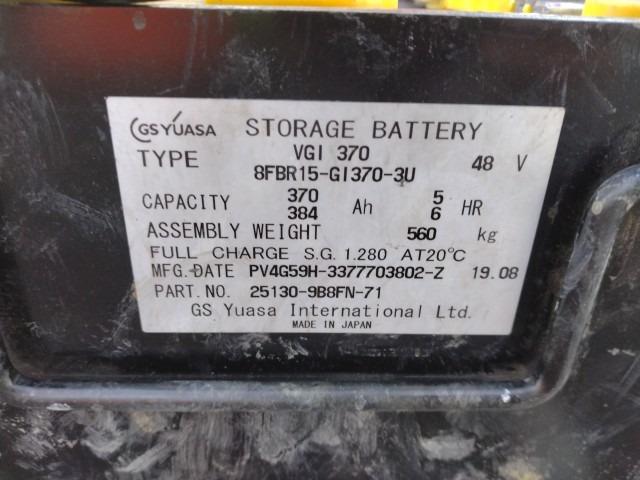 GS YUASA STORAGE BATTERY
TYPE VGI 370 48 V
8FBR15-GI370-3U
CAPACITY 370 Ah 5 HR
384 6
ASSEMBLY WEIGHT 560 kg
FULL CHARGE S.G. 1.280 AT20℃
MFG.DATE PV4G59H-3377703802-Z 19.08
PART.NO. 25130-9B8FN-71
GS Yuasa International Ltd.
MADE IN JAPAN